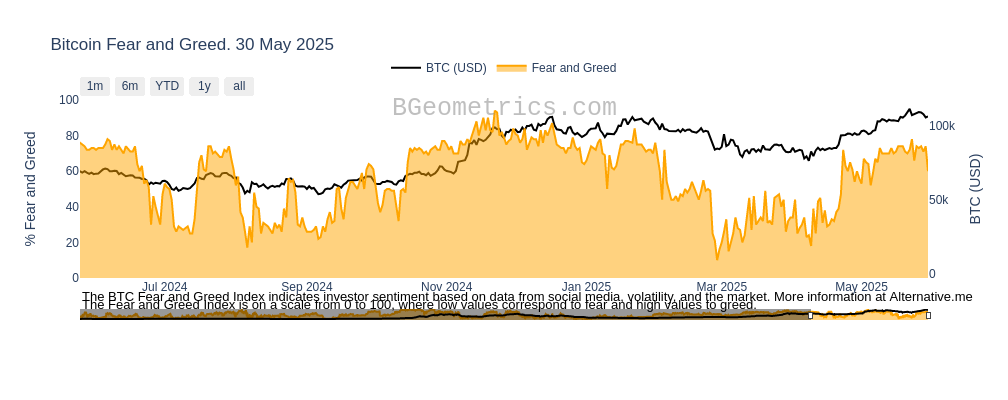 Bitcoin Fear and Greed. 30 May 2025
BTC (USD) Fear and Greed
1m 6m YTD 1y all
BGeometrics.com
% Fear and Greed
100
80
60
40
20
0
100k
50k
0
BTC (USD)
Jul 2024 Sep 2024 Nov 2024 Jan 2025 Mar 2025 May 2025
The BTC Fear and Greed Index indicates investor sentiment based on data from social media, volatility, and the market. More information at Alternative.me
The Fear and Greed Index is on a scale from 0 to 100, where low values correspond to fear and high values to greed.